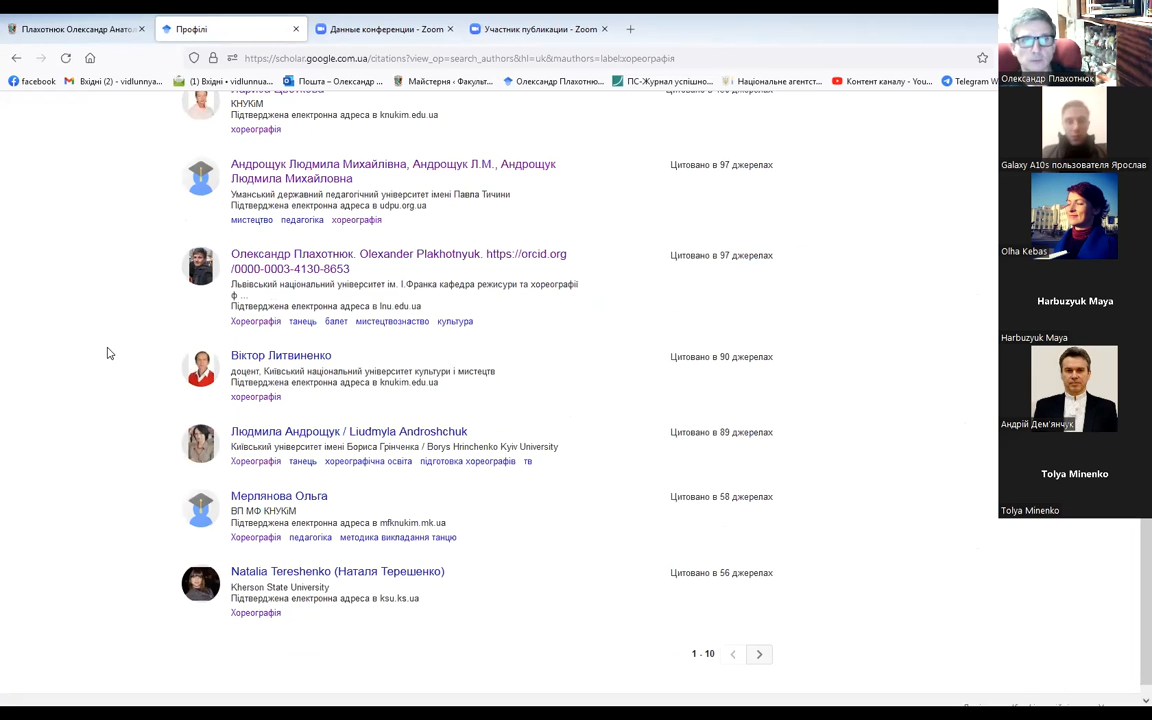 Плахотнюк Олександр Анатол
Профілі
Данные конференции - Zoom
Участник публикации - Zoom
https://scholar.google.com.ua/citations?view_op=search_authors&hl=uk&mauthors=label:хореографія
facebook
Вхідні (2) - vidlunnya...
(1) Вхідні (2) - vidlunnua...
Пошта – Олександр ...
Майстерня • Факульт...
Олександр Плахотню...
ПС-Журнал успішно...
Національне агентст...
Контент каналу - You...
Telegram W
КНУКіМ
Підтверджена електронна адреса в knukim.edu.ua
хореографія
Андрощук Людмила Михайлівна, Андрощук Л.М., Андрощук
Людмила Михайловна
Цитовано в 97 джерелах
Уманський державний педагогічний університет імені Павла Тичини
Підтверджена електронна адреса в udpu.org.ua
мистецтво педагогіка хореографія
Олександр Плахотнюк. Olexander Plakhotnyuk. https://orcid.org
/0000-0003-4130-8653
Цитовано в 97 джерелах
Львівський національний університет ім. І.Франка кафедра режисури та хореографії
ф ...
Підтверджена електронна адреса в lnu.edu.ua
Хореографія танець балет мистецтвознаство культура
Віктор Литвиненко
Цитовано в 90 джерелах
доцент, Київський національний університет культури і мистецтв
Підтверджена електронна адреса в knukim.edu.ua
хореографія
Людмила Андрощук / Liudmyla Androshchuk
Цитовано в 89 джерелах
Київський університет імені Бориса Грінченка / Borys Hrinchenko Kyiv University
Хореографія танець хореографічна освіта підготовка хореографів тв
Мерлянова Ольга
Цитовано в 58 джерелах
ВП МФ КНУКіМ
Підтверджена електронна адреса в mfknukim.mk.ua
Хореографія педагогіка методика викладання танцю
Natalia Tereshenko (Наталя Терешенко)
Цитовано в 56 джерелах
Kherson State University
Підтверджена електронна адреса в ksu.ks.ua
Хореографія
1 - 10
Олександр Плахотнюк
Galaxy A10s пользователя Ярослав
Olha Kebas
Harbuzyuk Maya
Harbuzyuk Maya
Андрій Дем'янчук
Tolya Minenko
Tolya Minenko